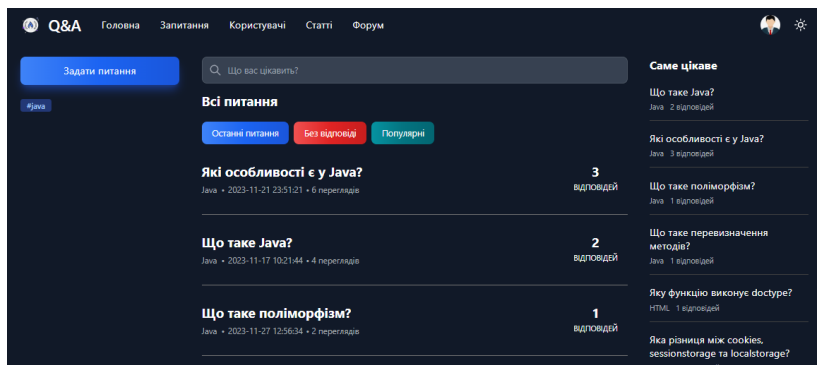 Q&A Головна Запитання Користувачі Статті Форум
Задати питання
#java
Що вас цікавить?
Всі питання
Останні питання Без відповіді Популярні
Які особливості є у Java?
Java • 2023-11-21 23:51:21 • 6 переглядів
3
ВІДПОВІДЕЙ
Що таке Java?
Java • 2023-11-17 10:21:44 • 4 переглядів
2
ВІДПОВІДЕЙ
Що таке поліморфізм?
Java • 2023-11-27 12:56:34 • 2 переглядів
1
ВІДПОВІДЕЙ
Саме цікаве
Що таке Java?
Java 2 відповідей
Які особливості є у Java?
Java 3 відповідей
Що таке поліморфізм?
Java 1 відповідей
Що таке перевизначення
методів?
Java 1 відповідей
Яку функцію виконує doctype?
HTML 1 відповідей
Яка різниця між cookies,
sessionstorage та localstorage?